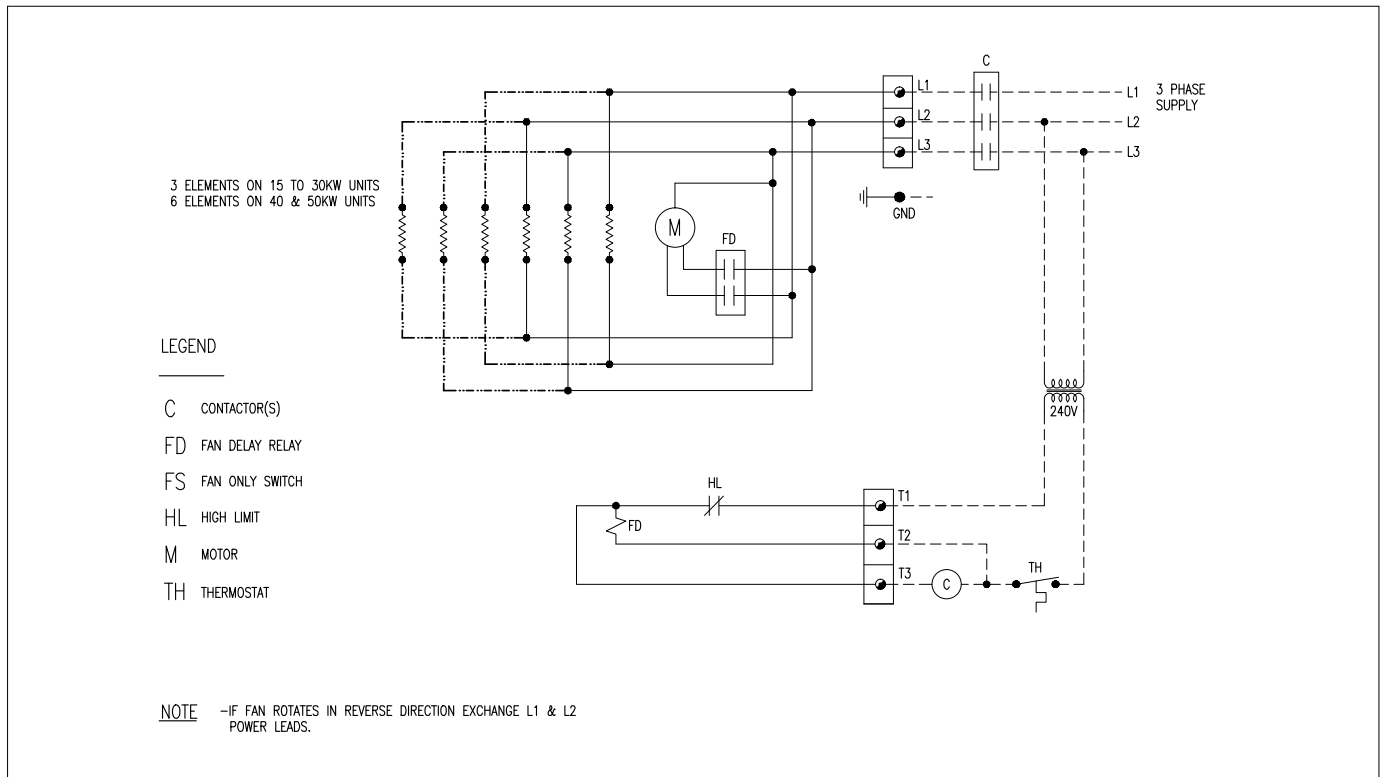 C
L1
L1
3 PHASE
SUPPLY
L2
L2
L3
L3
3 ELEMENTS ON 15 TO 30KW UNITS
6 ELEMENTS ON 40 & 50KW UNITS
GND
M
FD
LEGEND
C CONTACTOR(S)
FD FAN DELAY RELAY
FS FAN ONLY SWITCH
HL HIGH LIMIT
M MOTOR
TH THERMOSTAT
240V
HL
T1
FD
T2
T3
C
TH
NOTE -IF FAN ROTATES IN REVERSE DIRECTION EXCHANGE L1 & L2
POWER LEADS.